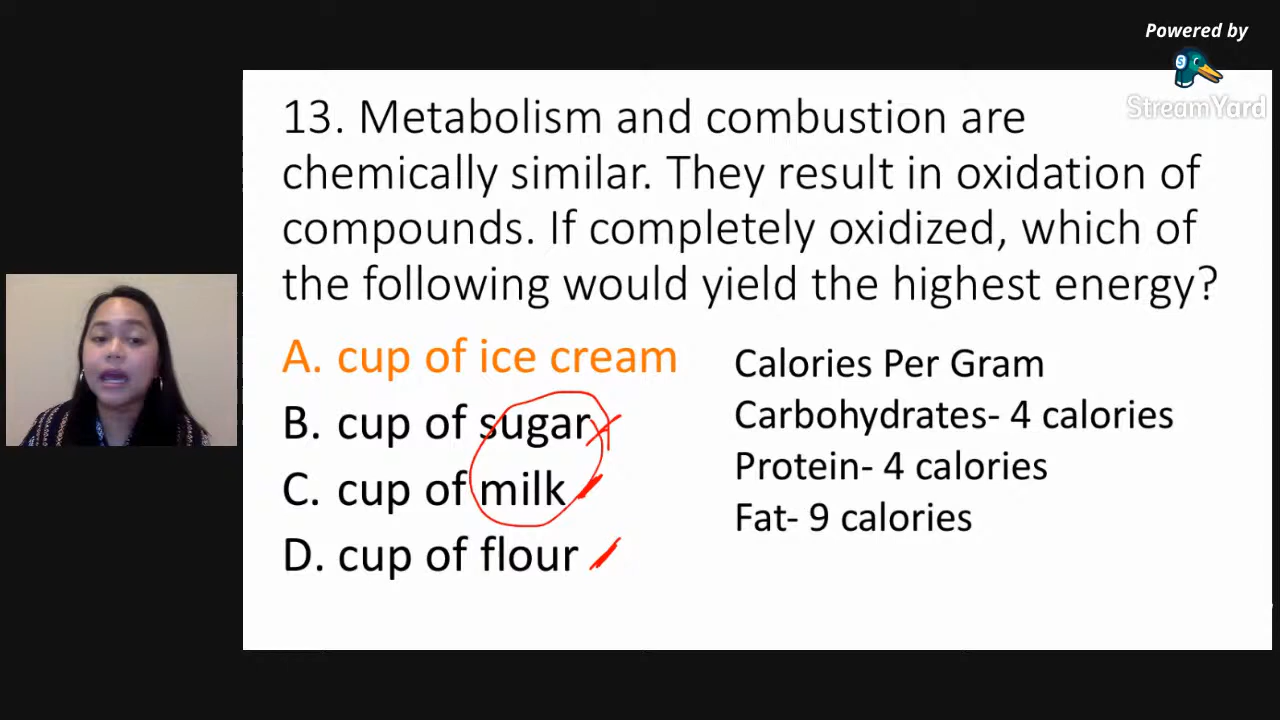 Powered by
StreamYard
13. Metabolism and combustion are
chemically similar. They result in oxidation of
compounds. If completely oxidized, which of
the following would yield the highest energy?
A. cup of ice cream
B. cup of sugar
C. cup of milk
D. cup of flour
Calories Per Gram
Carbohydrates- 4 calories
Protein- 4 calories
Fat- 9 calories